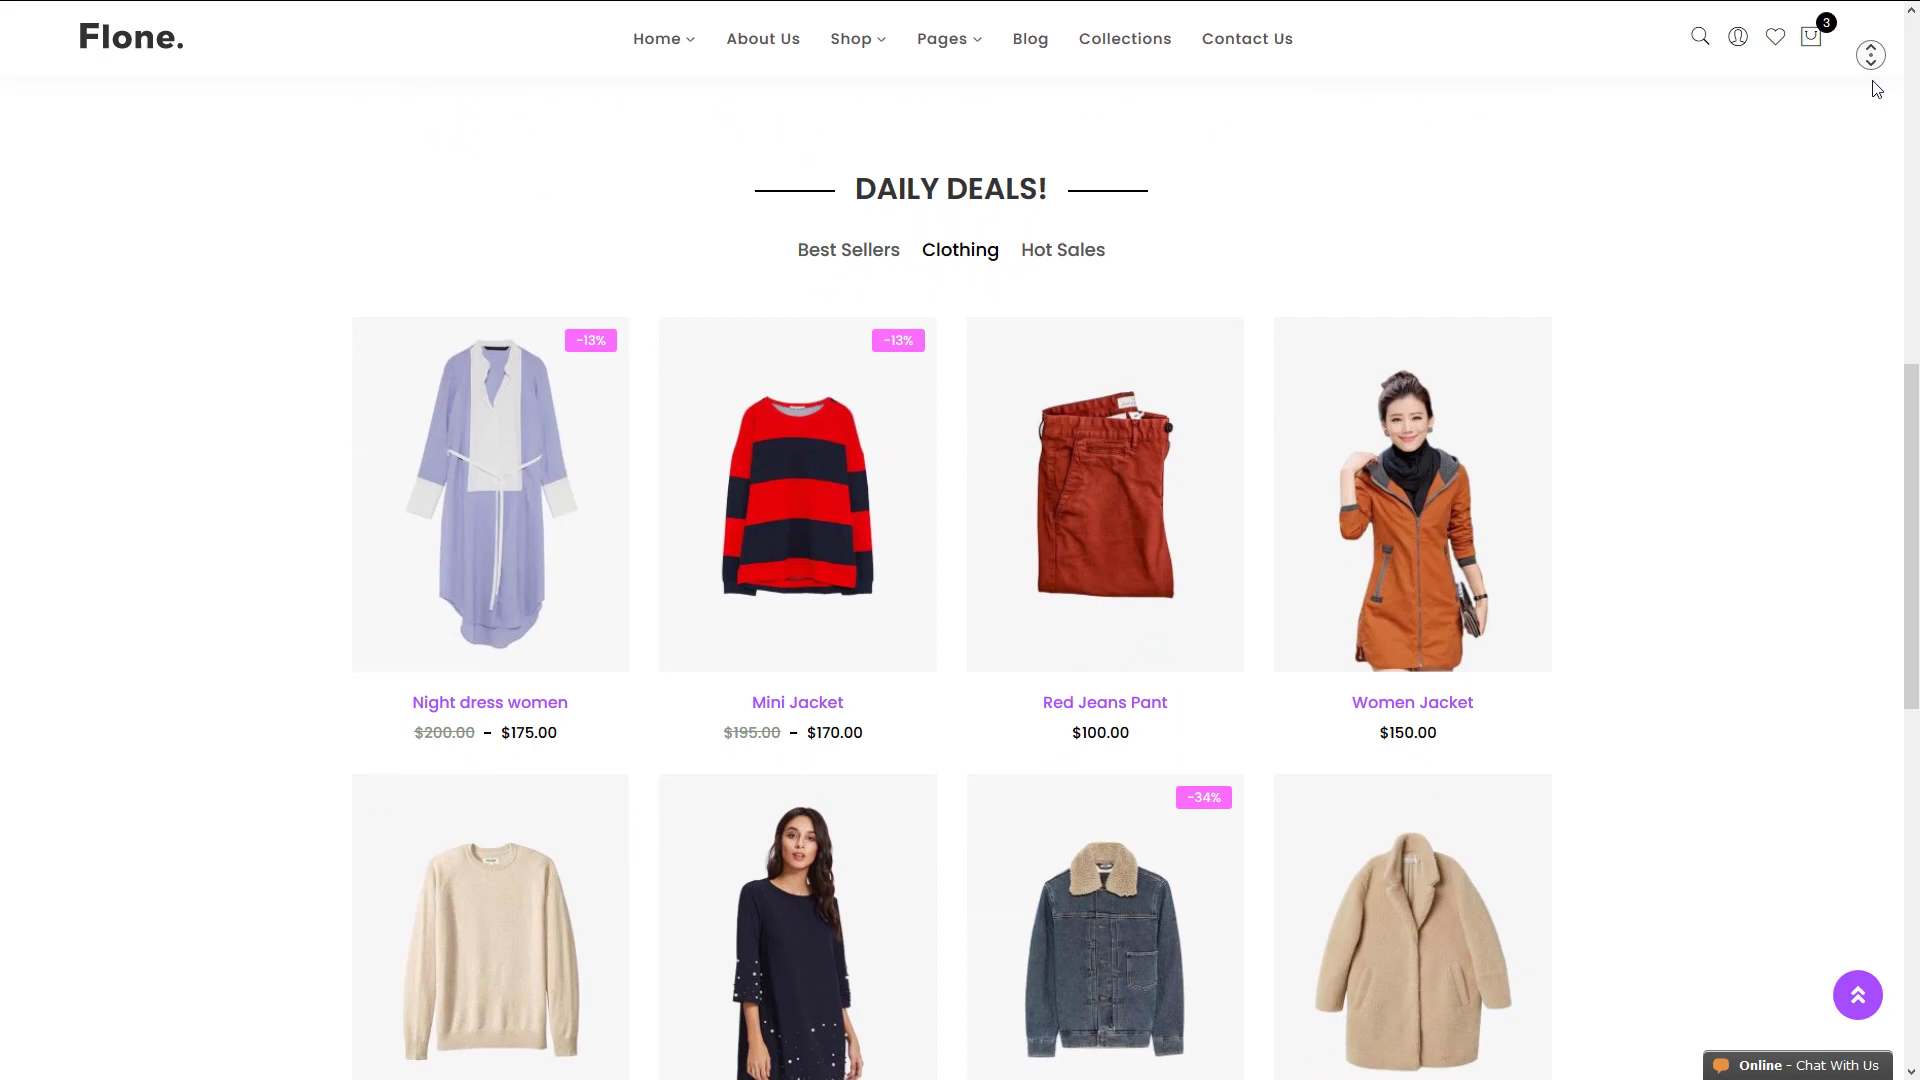 Flone.
Home
About Us
Shop
Pages
Blog
Collections
Contact Us
3
DAILY DEALS!
Best Sellers
Clothing
Hot Sales
-13%
-13%
Night dress women
Mini Jacket
Red Jeans Pant
Women Jacket
$200.00 - $175.00
$195.00 - $170.00
$100.00
$150.00
-34%
Online - Chat With Us